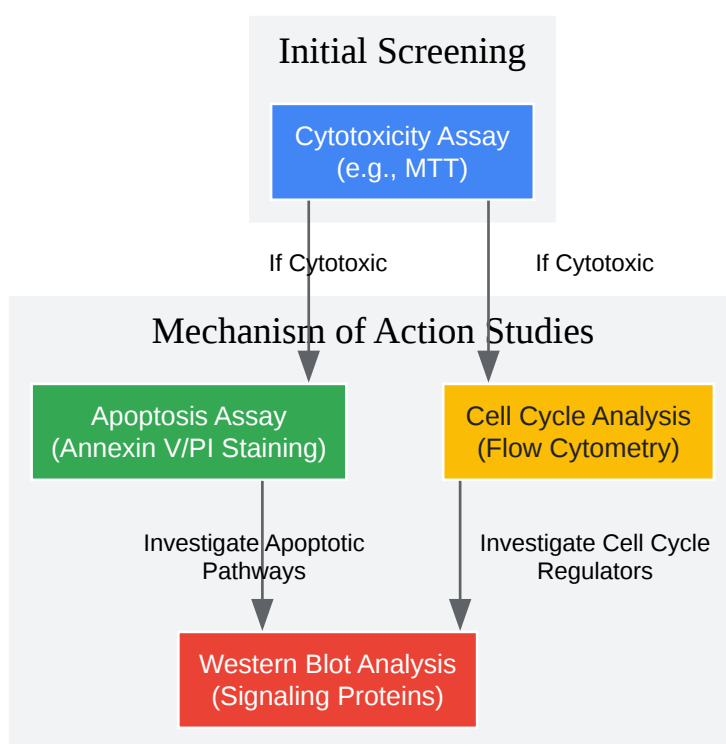 Initial Screening
Cytotoxicity Assay
(e.g., MTT)
If Cytotoxic
If Cytotoxic
Mechanism of Action Studies
Apoptosis Assay
(Annexin V/PI Staining)
Cell Cycle Analysis
(Flow Cytometry)
Investigate Apoptotic
Pathways
Investigate Cell Cycle
Regulators
Western Blot Analysis
(Signaling Proteins)